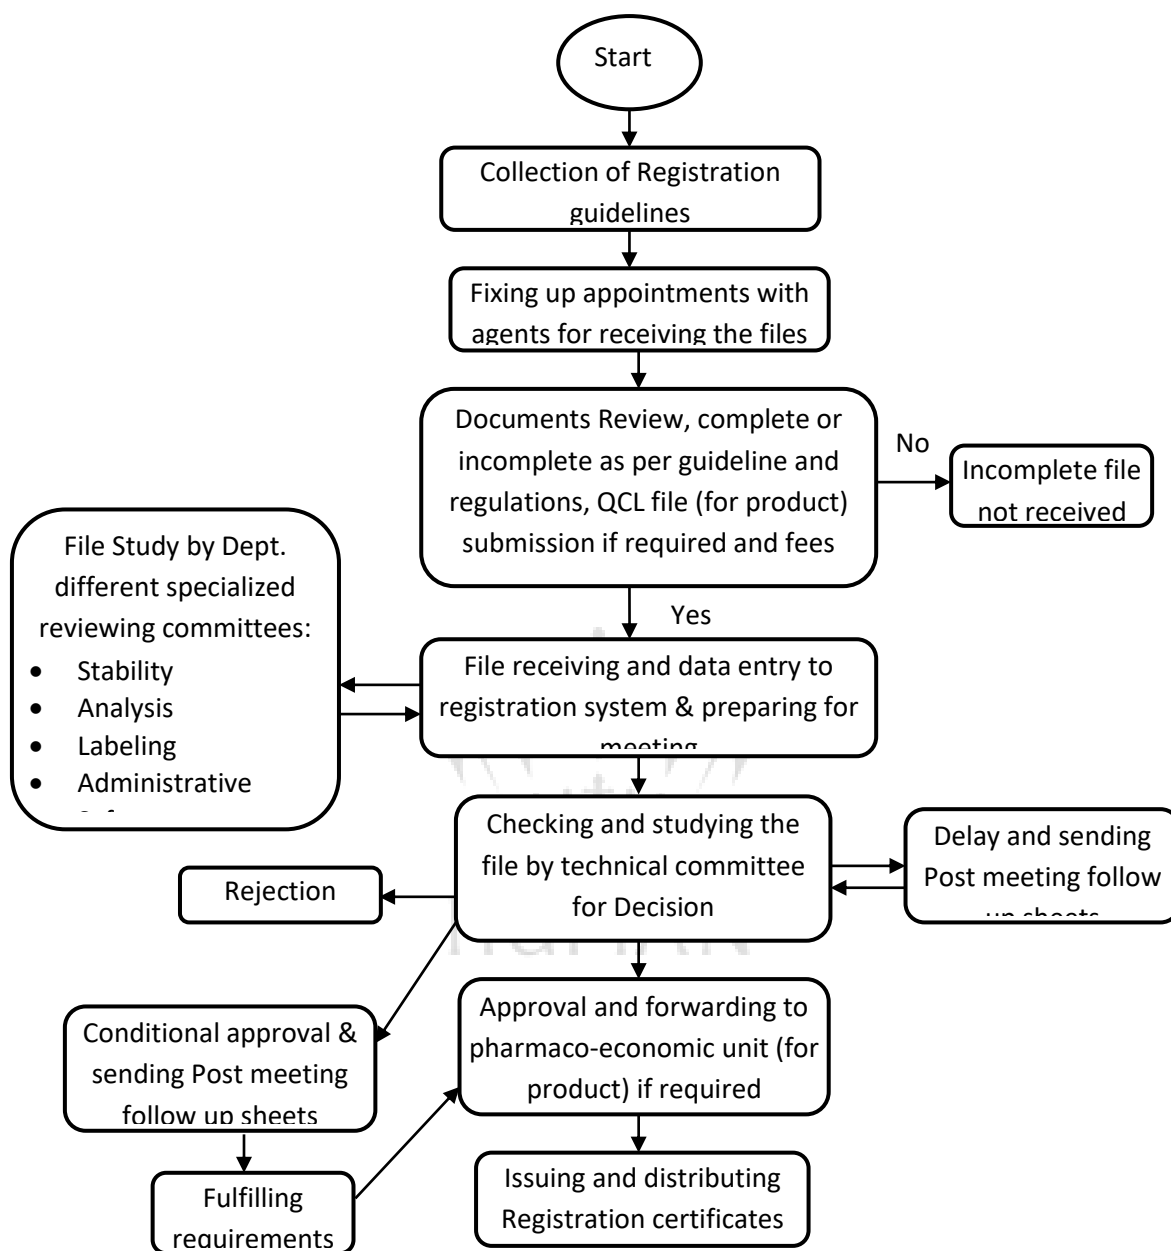 Start
Collection of Registration
guidelines
Fixing up appointments with
agents for receiving the files
Documents Review, complete or
incomplete as per guideline and
regulations, QCL file (for product)
submission if required and fees
No
Incomplete file
not received
Yes
File Study by Dept.
different specialized
reviewing committees:
• Stability
• Analysis
• Labeling
• Administrative
File receiving and data entry to
registration system & preparing for
meeting
Checking and studying the
file by technical committee
for Decision
Delay and sending
Post meeting follow
up sheets
Rejection
Conditional approval &
sending Post meeting
follow up sheets
Approval and forwarding to
pharmaco-economic unit (for
product) if required
Fulfilling
requirements
Issuing and distributing
Registration certificates